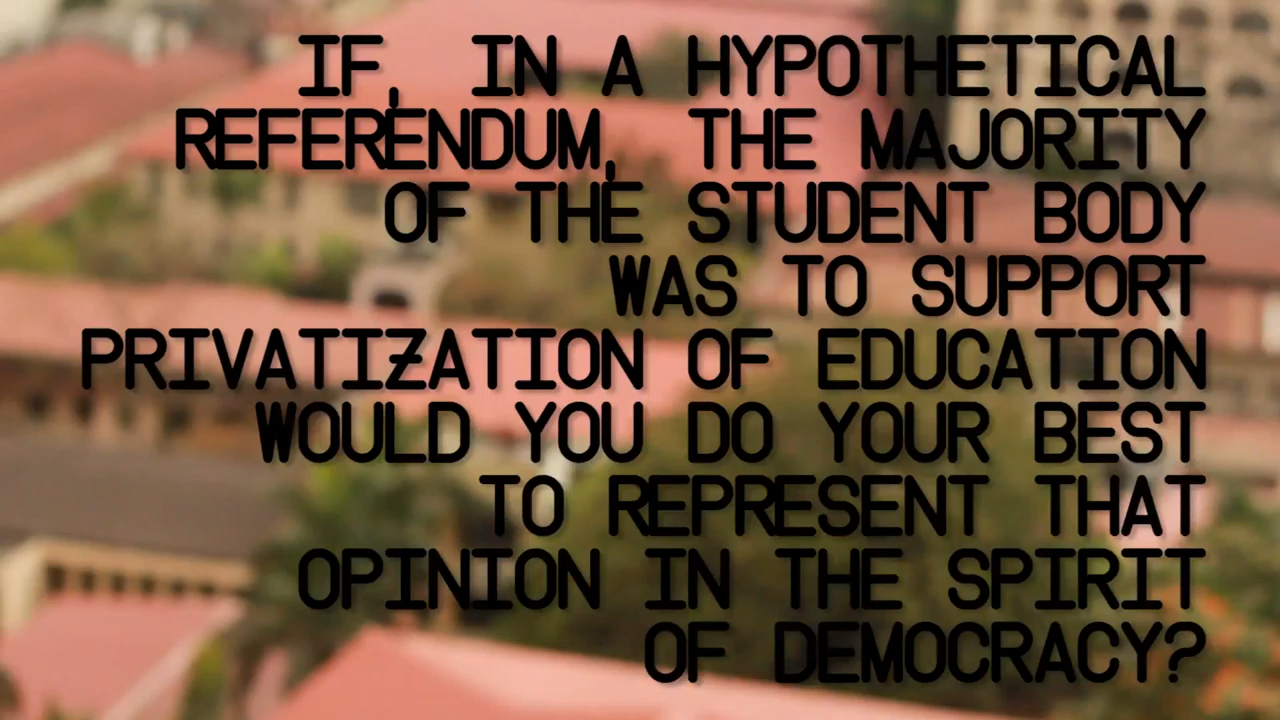 IF, IN A HYPOTHETICAL
REFERENDUM, THE MAJORITY
OF THE STUDENT BODY
WAS TO SUPPORT
PRIVATIZATION OF EDUCATION
WOULD YOU DO YOUR BEST
TO REPRESENT THAT
OPINION IN THE SPIRIT
OF DEMOCRACY?